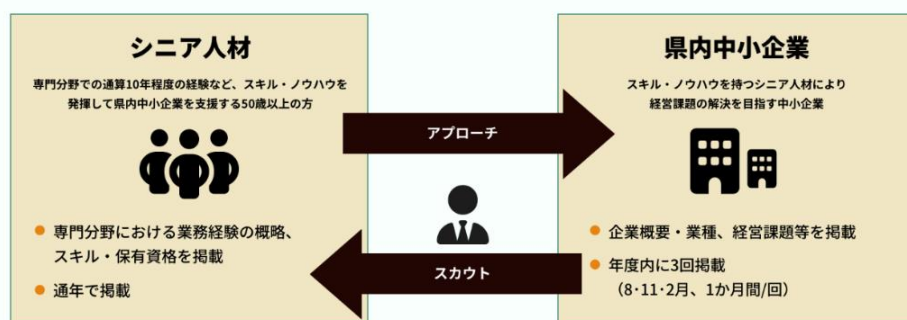 シニア人材
専門分野での通算10年程度の経験など、スキル・ノウハウを
発揮して県内中小企業を支援する50歳以上の方
● 専門分野における業務経験の概略、
スキル・保有資格を掲載
● 通年で掲載
アプローチ
スカウト
県内中小企業
スキル・ノウハウを持つシニア人材により
経営課題の解決を目指す中小企業
● 企業概要・業種、経営課題等を掲載
● 年度内に3回掲載
（8･11･2月、1か月間/回）